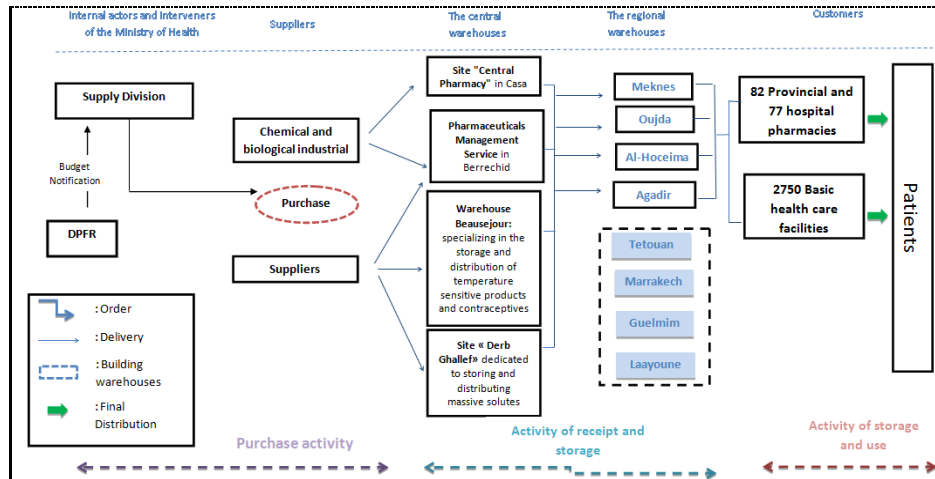 Internal actors and Interveners
of the Ministry of Health
Suppliers
The central
warehouses
The regional
warehouses
Customers
Supply Division
Budget
Notification
DPFR
Chemical and
biological industrial
Purchase
Suppliers
Site "Central
Pharmacy" in Casa
Pharmaceuticals
Management
Service in
Berrechid
Warehouse
Beausejour:
specializing in the
storage and
distribution of
temperature
sensitive products
and contraceptives
Site « Derb
Ghallef» dedicated
to storing and
distributing
massive solutes
Meknes
Oujda
Al-Hoceima
Agadir
Tetouan
Marrakech
Guelmim
Laayoune
82 Provincial and
77 hospital
pharmacies
2750 Basic
health care
facilities
Patients
: Order
: Delivery
: Building
warehouses
: Final
Distribution
Purchase activity
Activity of receipt and
storage
Activity of storage
and use